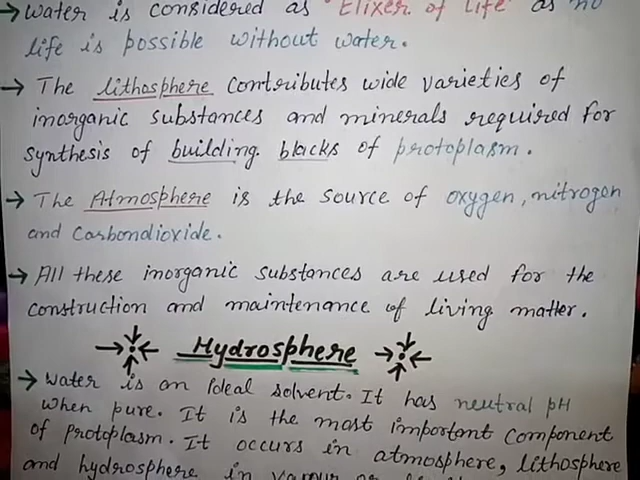 → Water is considered as "Elixer of Life" as no
life is possible without water.
→ The lithosphere contributes wide varieties of
inorganic substances and minerals required for
synthesis of building blacks of protoplasm.
→ The Atmosphere is the source of oxygen, nitrogen
and Carbondioxide.
→ All these inorganic substances are used for the
construction and maintenance of living matter.
Hydrosphere
→ Water is an Ideal solvent. It has neutral pH
when pure. It is the most important component
of protoplasm. It occurs in atmosphere, lithosphere
and hydrosphere in vapour